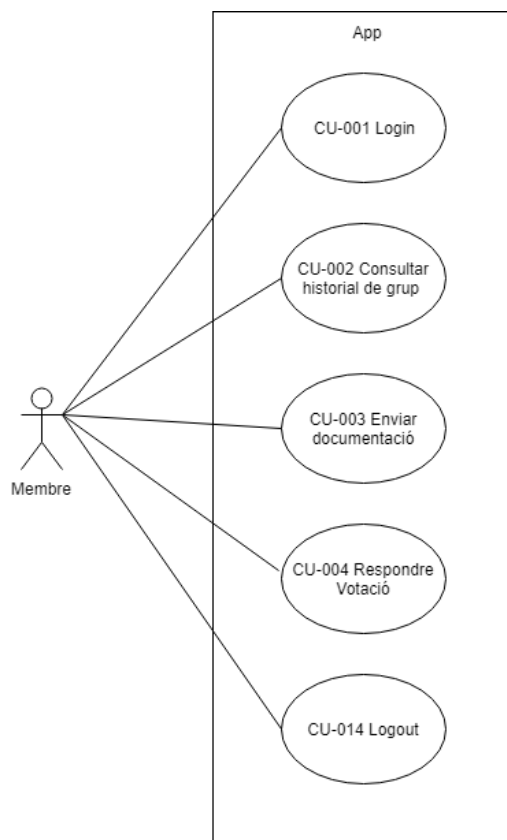 App
CU-001 Login
CU-002 Consultar
historial de grup
CU-003 Enviar
documentació
Membre
CU-004 Respondre
Votació
CU-014 Logout